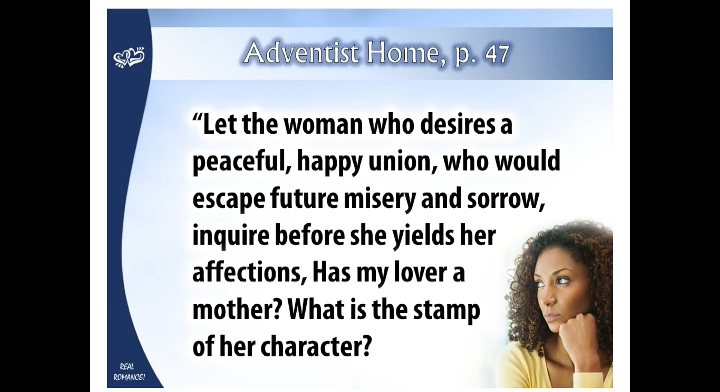 Adventist Home, p. 47
“Let the woman who desires a
peaceful, happy union, who would
escape future misery and sorrow,
inquire before she yields her
affections, Has my lover a
mother? What is the stamp
of her character?
REAL
ROMANCE!